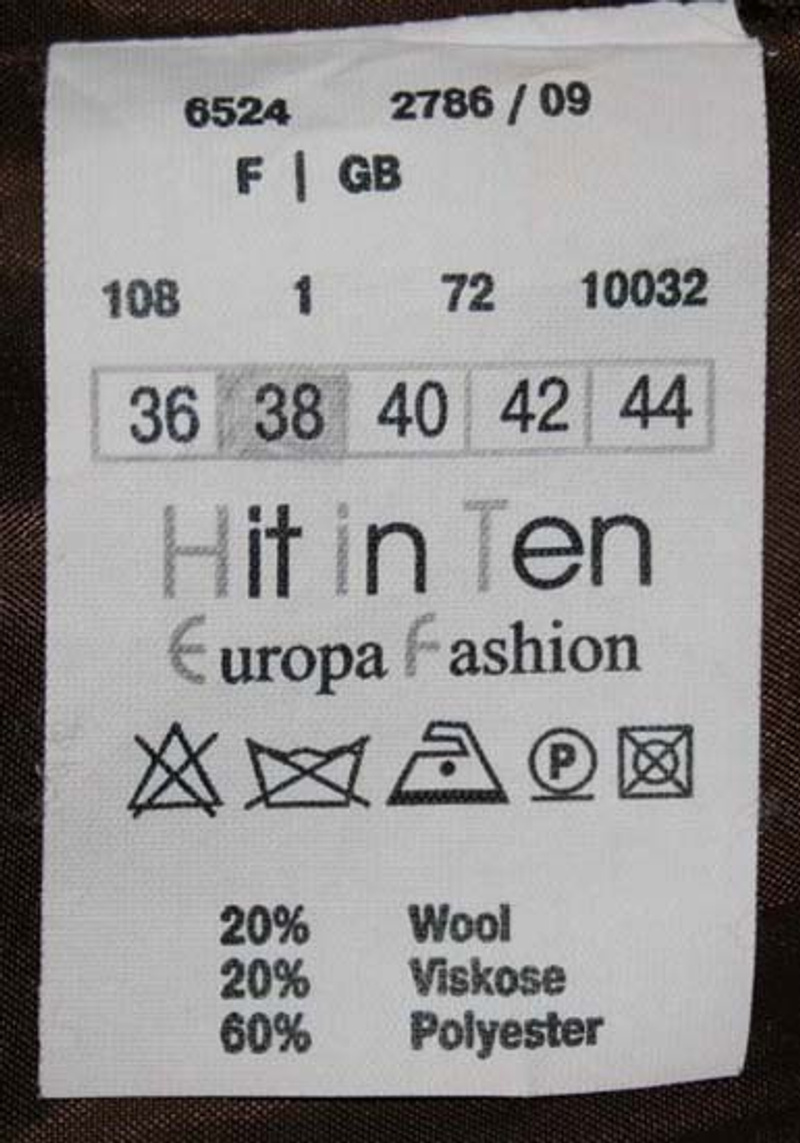 6524 2786 / 09
F | GB
108 1 72 10032
36 38 40 42 44
Hit in Ten
Europa Fashion
P
20% Wool
20% Viskose
60% Polyester